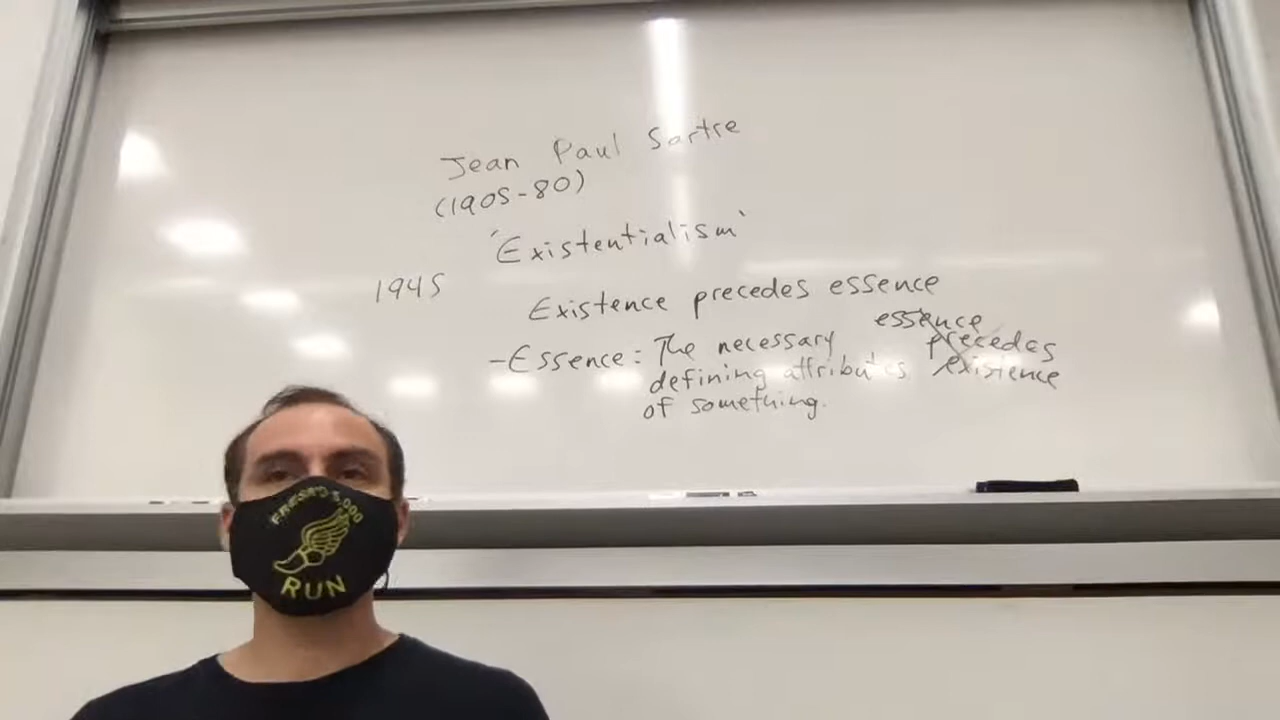 Jean Paul Sartre
(1905-80)
'Existentialism'
1945
Existence precedes essence
essence
precedes
existence
-Essence: The necessary
defining attributes
of something.
5,000
RUN